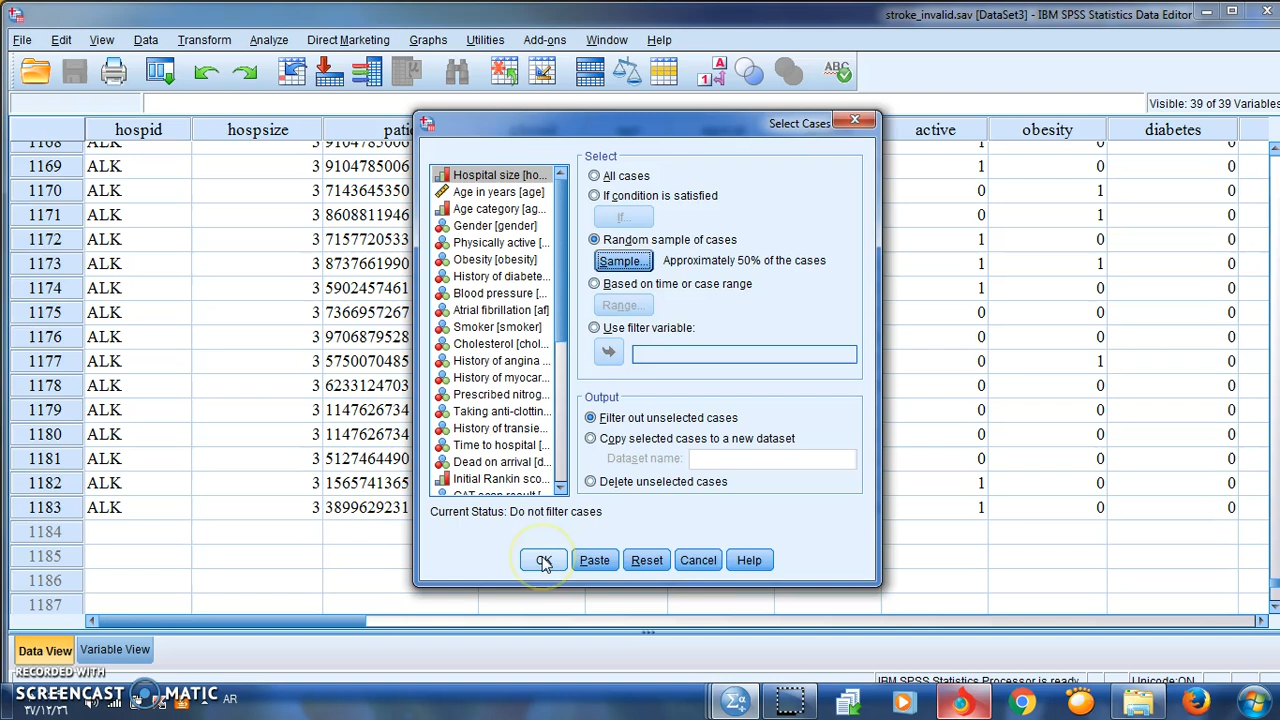 stroke_invalid.sav [DataSet3] - IBM SPSS Statistics Data Editor
File Edit View Data Transform Analyze Direct Marketing Graphs Utilities Add-ons Window Help
Visible: 39 of 39 Variables
hospid hospsize pati active obesity diabetes
1168 ALK 3 9104785006 1 0 0
1169 ALK 3 9104785006 1 0 0
1170 ALK 3 7143645350 0 1 0
1171 ALK 3 8608811946 0 1 0
1172 ALK 3 7157720533 1 0 0
1173 ALK 3 8737661990 1 1 0
1174 ALK 3 5902457461 1 0 0
1175 ALK 3 7366957267 0 0 0
1176 ALK 3 9706879528 0 0 0
1177 ALK 3 5750070485 0 1 0
1178 ALK 3 6233124703 0 0 0
1179 ALK 3 1147626734 0 0 0
1180 ALK 3 1147626734 0 0 0
1181 ALK 3 5127464490 0 0 0
1182 ALK 3 1565741365 0 0 0
1183 ALK 3 3899629231 1 0 0
1184
1185
1186
1187
Select Cases
Hospital size [ho...
Age in years [age]
Age category [ag...
Gender [gender]
Physically active [...
Obesity [obesity]
History of diabete...
Blood pressure [...
Atrial fibrillation [af]
Smoker [smoker]
Cholesterol [chol...
History of angina ...
History of myocar...
Prescribed nitrog...
Taking anti-clottin...
History of transie...
Time to hospital [...
Dead on arrival [d...
Initial Rankin sco...
CAT scan result [...
Select
All cases
If condition is satisfied
If...
Random sample of cases
Sample... Approximately 50% of the cases
Based on time or case range
Range...
Use filter variable:
Output
Filter out unselected cases
Copy selected cases to a new dataset
Dataset name:
Delete unselected cases
Current Status: Do not filter cases
OK Paste Reset Cancel Help
Data View Variable View
IBM SPSS Statistics Processor is ready Unicode:ON
RECORDED WITH
SCREENCAST MATIC
AR